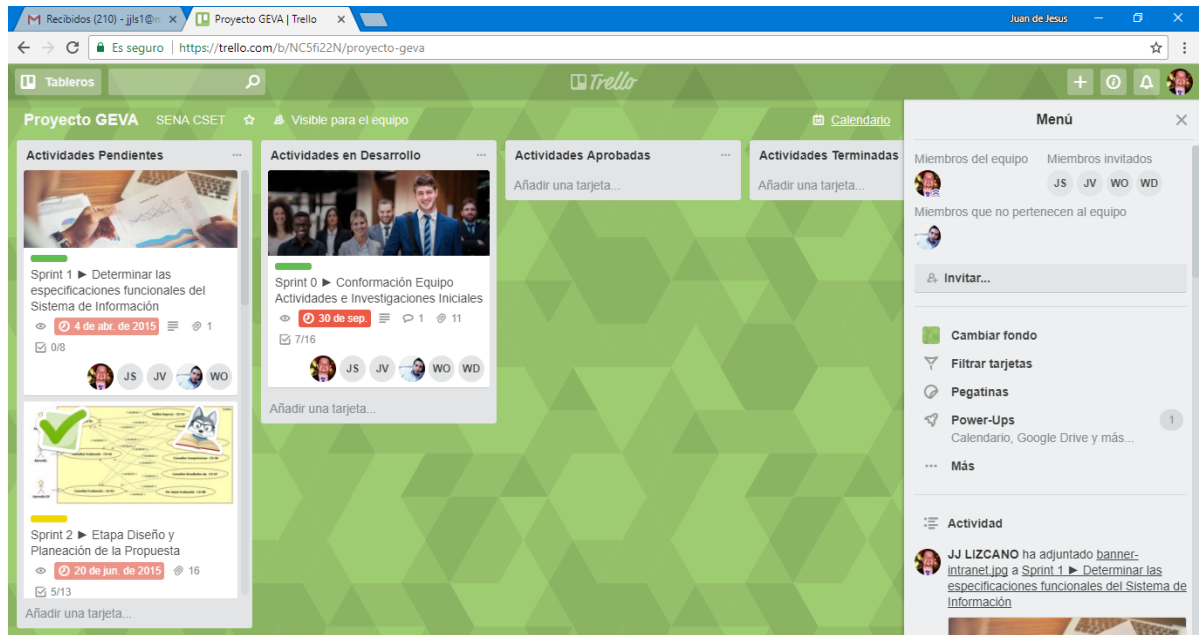 Recibidos (210) - jjls1@
Proyecto GEVA | Trello
Juan de Jesus
Es seguro
https://trello.com/b/NC5fi22N/proyecto-geva
Tableros
Trello
Proyecto GEVA
SENA CSET
Visible para el equipo
Calendario
Actividades Pendientes
Sprint 1 ► Determinar las
especificaciones funcionales del
Sistema de Información
4 de abr. de 2015
1
0/8
JS JV WO
Sprint 2 ► Etapa Diseño y
Planeación de la Propuesta
20 de jun. de 2015
16
5/13
Añadir una tarjeta...
Actividades en Desarrollo
Sprint 0 ► Conformación Equipo
Actividades e Investigaciones Iniciales
30 de sep.
1
11
7/16
JS JV WO WD
Añadir una tarjeta...
Actividades Aprobadas
Añadir una tarjeta...
Actividades Terminadas
Añadir una tarjeta...
Menú
Miembros del equipo
Miembros invitados
JS JV WO WD
Miembros que no pertenecen al equipo
Invitar...
Cambiar fondo
Filtrar tarjetas
Pegatinas
Power-Ups
1
Calendario, Google Drive y más...
Más
Actividad
JJ LIZCANO ha adjuntado banner-
intranet.jpg a Sprint 1 ► Determinar las
especificaciones funcionales del Sistema de
Información